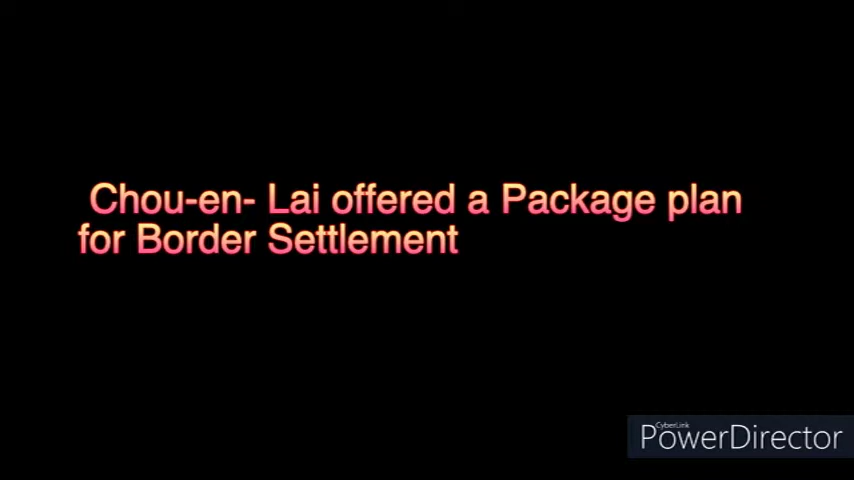 Chou-en- Lai offered a Package plan
for Border Settlement
CyberLink
PowerDirector